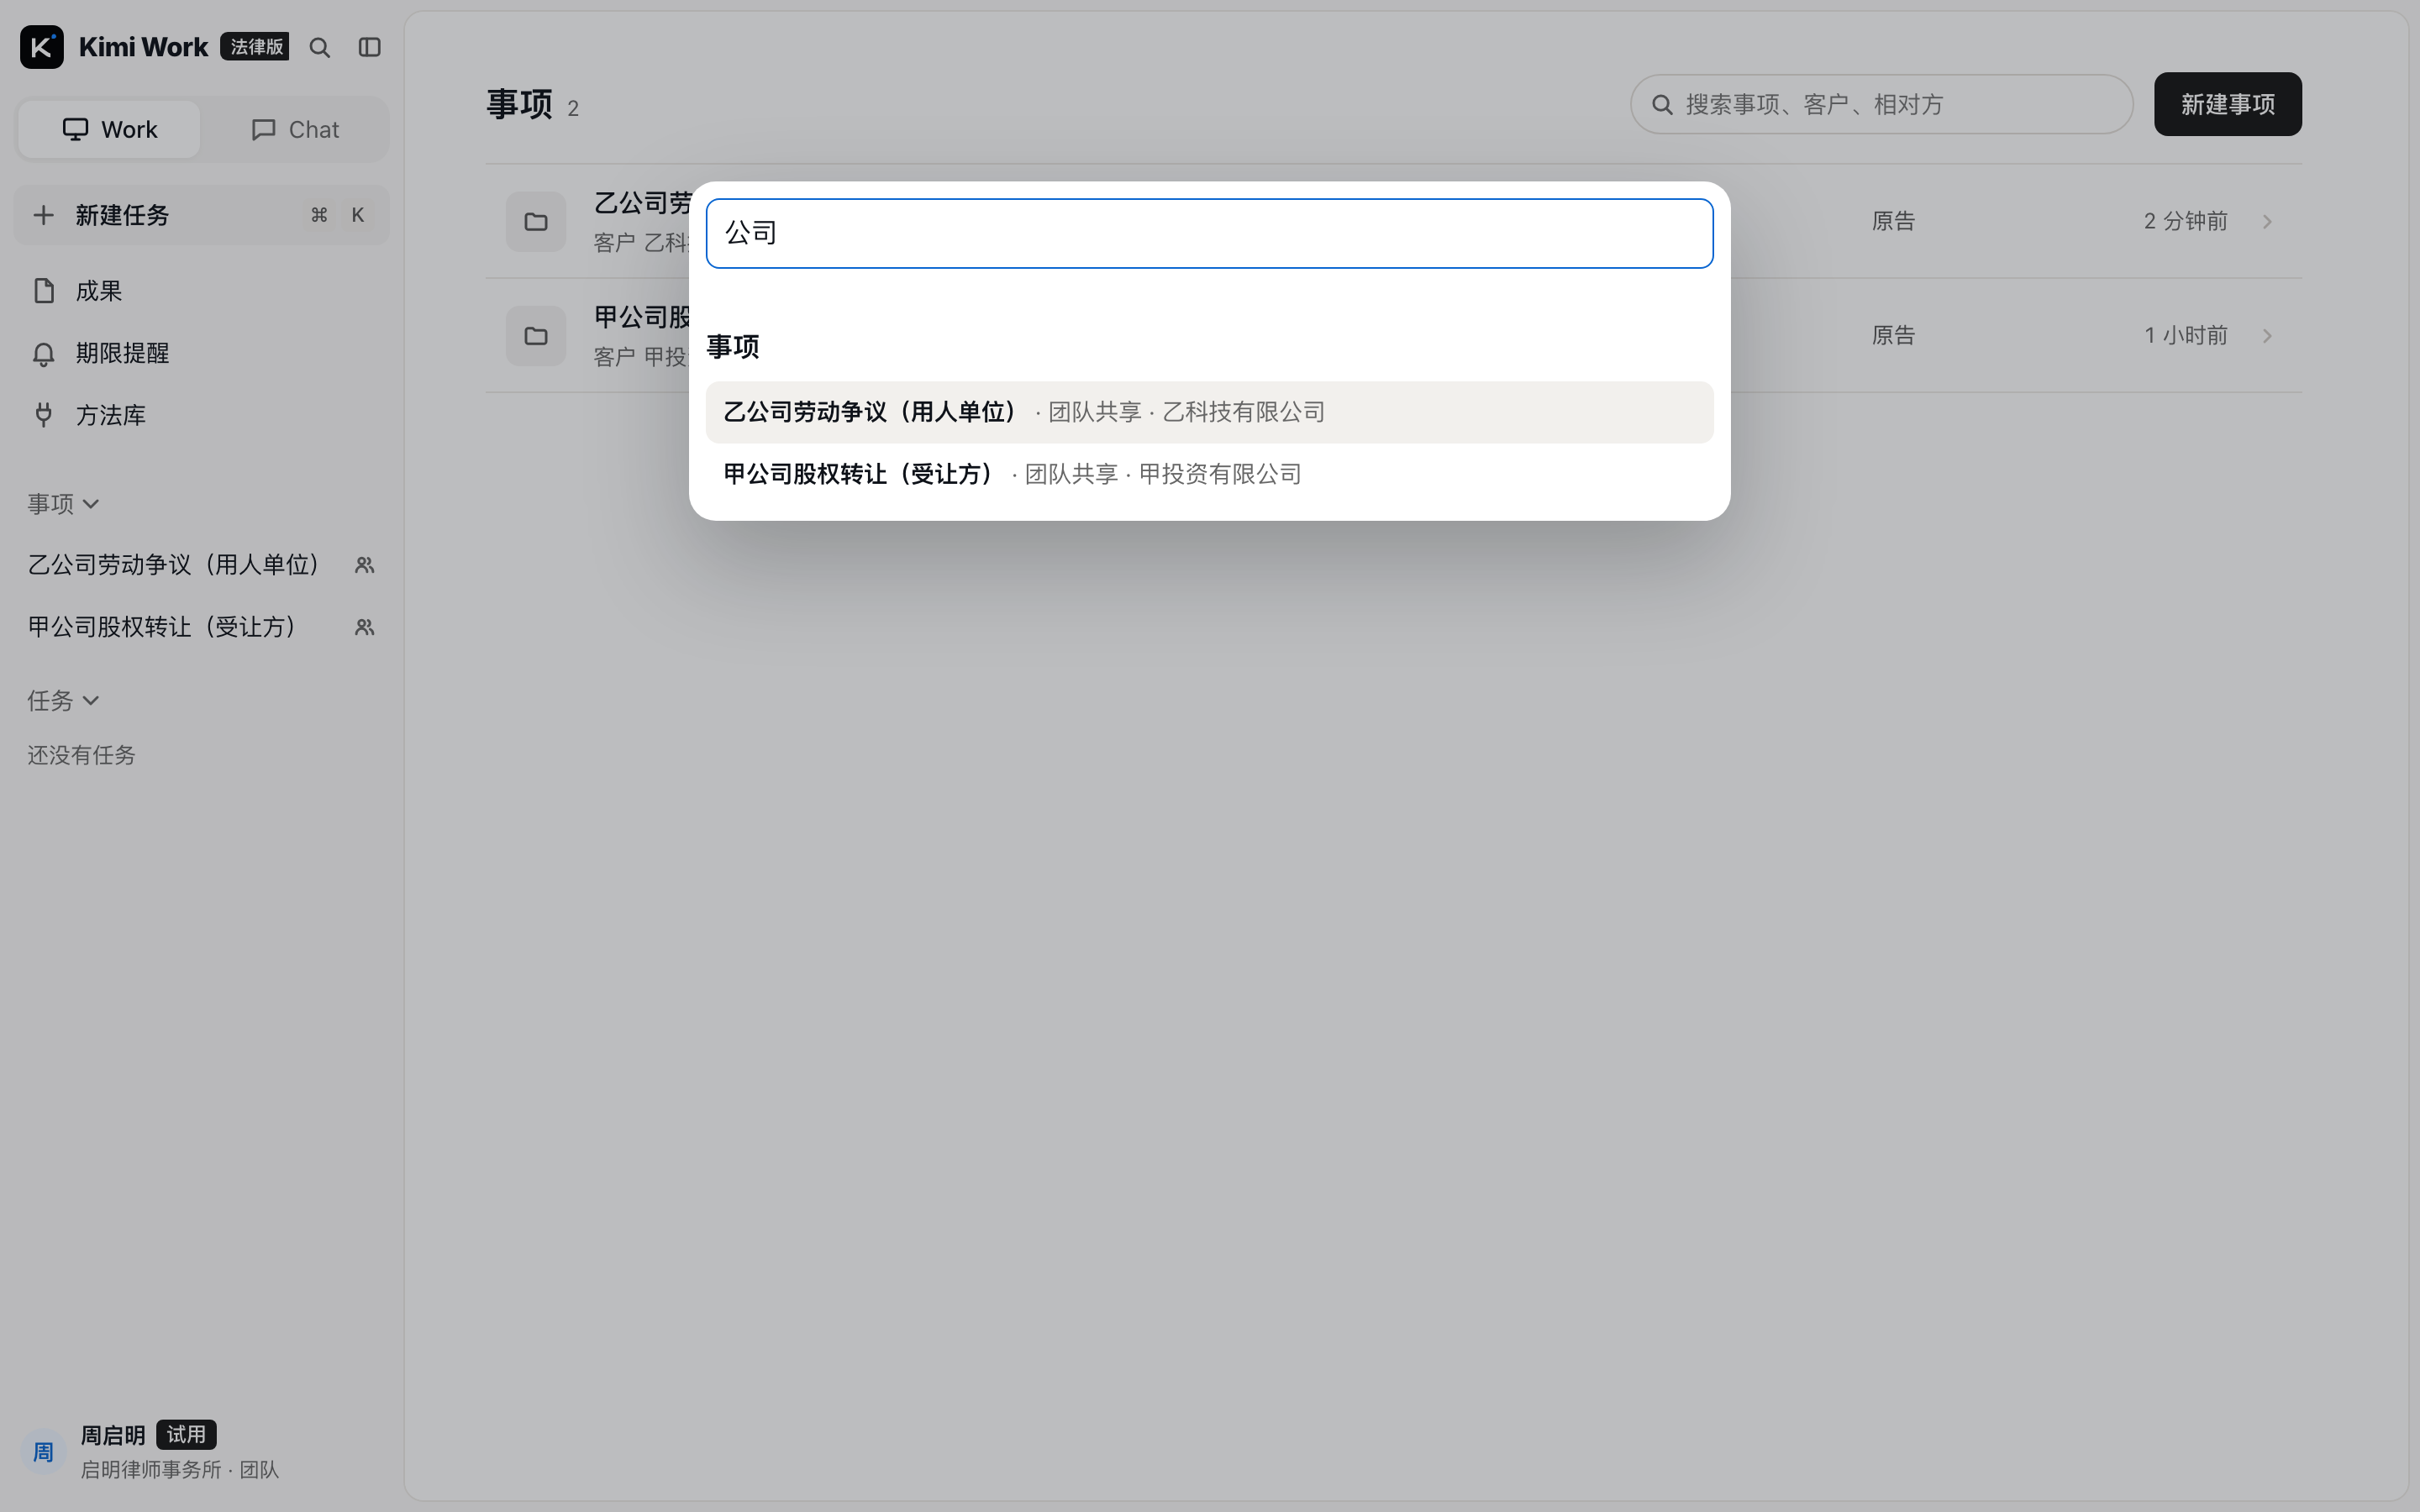 Kimi Work 法律版
Work
Chat
新建任务 ⌘ K
成果
期限提醒
方法库
事项
乙公司劳动争议（用人单位）
甲公司股权转让（受让方）
任务
还没有任务
周 周启明 试用
启明律师事务所 · 团队
事项 2
搜索事项、客户、相对方
新建事项
乙公司劳
客户 乙科
原告
2 分钟前
甲公司股
客户 甲投
原告
1 小时前
公司
事项
乙公司劳动争议（用人单位） · 团队共享 · 乙科技有限公司
甲公司股权转让（受让方） · 团队共享 · 甲投资有限公司